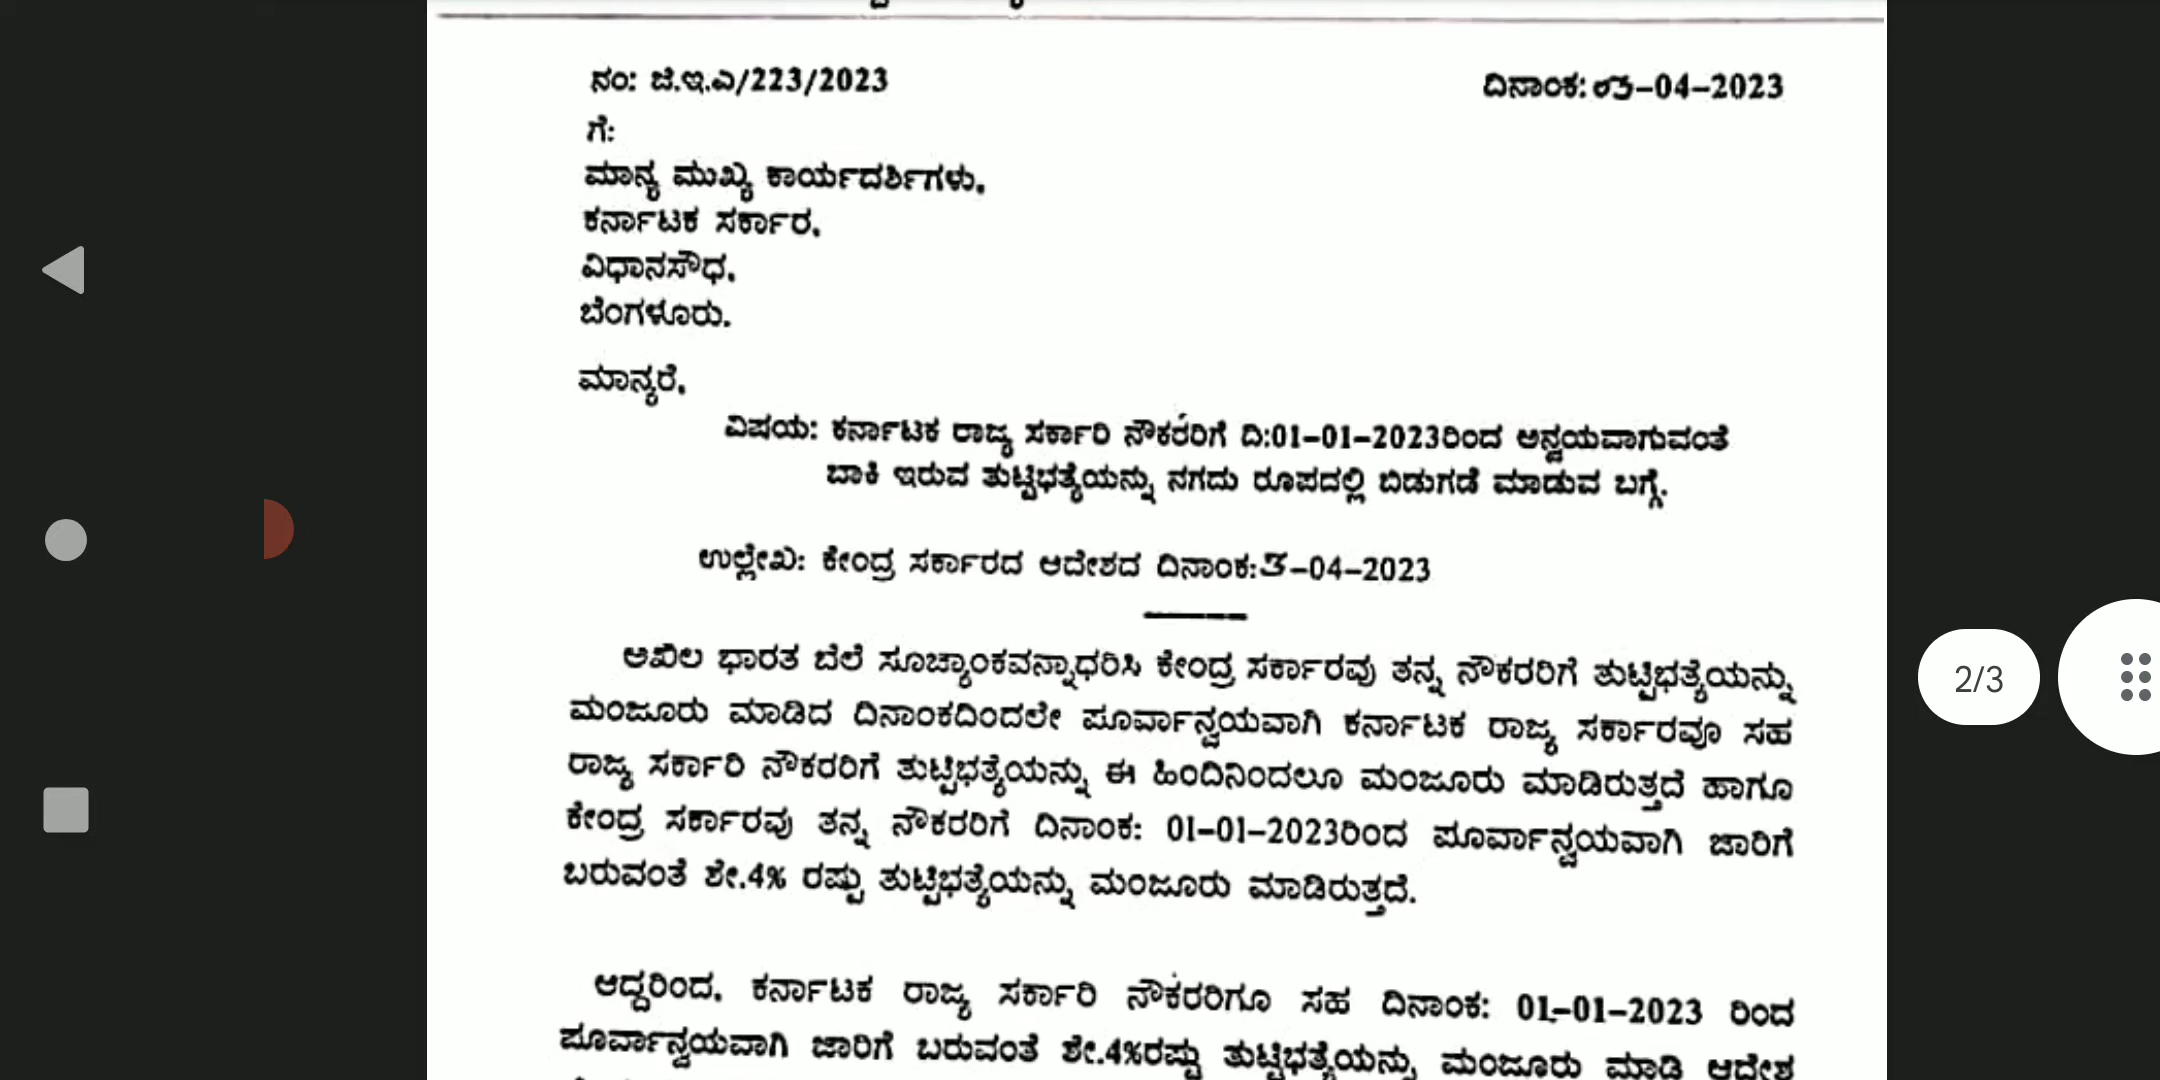 ನಂ: ಜಿ.ಇ.ಎ/223/2023
ದಿನಾಂಕ: 03-04-2023
ಗೆ:
ಮಾನ್ಯ ಮುಖ್ಯ ಕಾರ್ಯದರ್ಶಿಗಳು,
ಕರ್ನಾಟಕ ಸರ್ಕಾರ,
ವಿಧಾನಸೌಧ,
ಬೆಂಗಳೂರು.
ಮಾನ್ಯರೆ,
ವಿಷಯ: ಕರ್ನಾಟಕ ರಾಜ್ಯ ಸರ್ಕಾರಿ ನೌಕರರಿಗೆ ದಿ:01-01-2023ರಿಂದ ಅನ್ವಯವಾಗುವಂತೆ
ಬಾಕಿ ಇರುವ ತುಟ್ಟಿಭತ್ಯೆಯನ್ನು ನಗದು ರೂಪದಲ್ಲಿ ಬಿಡುಗಡೆ ಮಾಡುವ ಬಗ್ಗೆ.
ಉಲ್ಲೇಖ: ಕೇಂದ್ರ ಸರ್ಕಾರದ ಆದೇಶದ ದಿನಾಂಕ:3-04-2023
ಅಖಿಲ ಭಾರತ ಬೆಲೆ ಸೂಚ್ಯಾಂಕವನ್ನಾಧರಿಸಿ ಕೇಂದ್ರ ಸರ್ಕಾರವು ತನ್ನ ನೌಕರರಿಗೆ ತುಟ್ಟಿಭತ್ಯೆಯನ್ನು
ಮಂಜೂರು ಮಾಡಿದ ದಿನಾಂಕದಿಂದಲೇ ಪೂರ್ವಾನ್ವಯವಾಗಿ ಕರ್ನಾಟಕ ರಾಜ್ಯ ಸರ್ಕಾರವೂ ಸಹ
ರಾಜ್ಯ ಸರ್ಕಾರಿ ನೌಕರರಿಗೆ ತುಟ್ಟಿಭತ್ಯೆಯನ್ನು ಈ ಹಿಂದಿನಿಂದಲೂ ಮಂಜೂರು ಮಾಡಿರುತ್ತದೆ ಹಾಗೂ
ಕೇಂದ್ರ ಸರ್ಕಾರವು ತನ್ನ ನೌಕರರಿಗೆ ದಿನಾಂಕ: 01-01-2023ರಿಂದ ಪೂರ್ವಾನ್ವಯವಾಗಿ ಜಾರಿಗೆ
ಬರುವಂತೆ ಶೇ.4% ರಷ್ಟು ತುಟ್ಟಿಭತ್ಯೆಯನ್ನು ಮಂಜೂರು ಮಾಡಿರುತ್ತದೆ.
ಆದ್ದರಿಂದ, ಕರ್ನಾಟಕ ರಾಜ್ಯ ಸರ್ಕಾರಿ ನೌಕರರಿಗೂ ಸಹ ದಿನಾಂಕ: 01-01-2023 ರಿಂದ
ಪೂರ್ವಾನ್ವಯವಾಗಿ ಜಾರಿಗೆ ಬರುವಂತೆ ಶೇ.4%ರಷ್ಟು ತುಟ್ಟಿಭತ್ಯೆಯನ್ನು ಮಂಜೂರು ಮಾಡಿ ಆದೇಶ
2/3